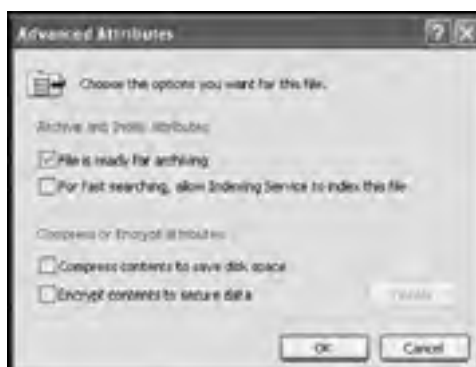 Advanced Attributes
Choose the options you want for this file.
Archive and Index attributes
File is ready for archiving
For fast searching, allow Indexing Service to index this file
Compress or Encrypt attributes
Compress contents to save disk space
Encrypt contents to secure data
Details
OK
Cancel